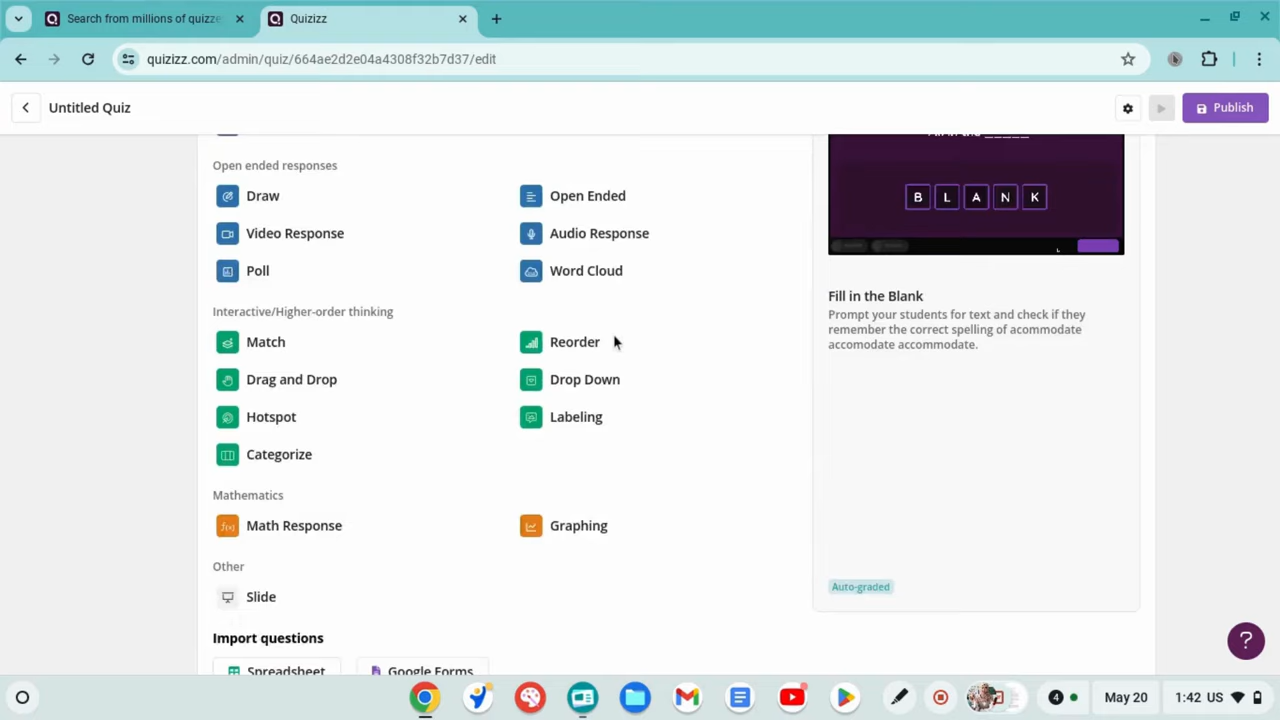 Search from millions of quizze
Quizizz
quizizz.com/admin/quiz/664ae2d2e04a4308f32b7d37/edit
Untitled Quiz
Publish
Open ended responses
Draw
Open Ended
Video Response
Audio Response
Poll
Word Cloud
Interactive/Higher-order thinking
Match
Reorder
Drag and Drop
Drop Down
Hotspot
Labeling
Categorize
Mathematics
f(x) Math Response
Graphing
Other
Slide
Import questions
Spreadsheet
Google Forms
B L A N K
Fill in the Blank
Prompt your students for text and check if they
remember the correct spelling of acommodate
accomodate accommodate.
Auto-graded
?
4
May 20
1:42 US